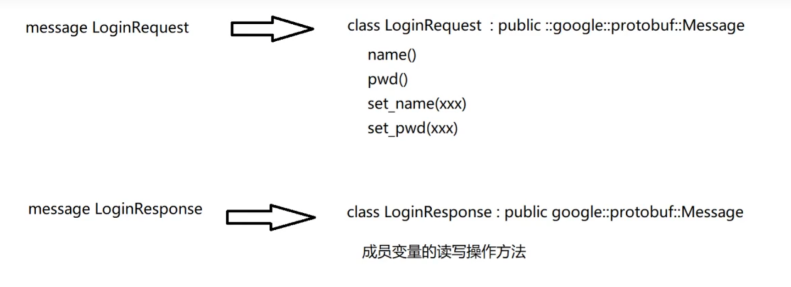 message LoginRequest
class LoginRequest : public ::google::protobuf::Message
name()
pwd()
set_name(xxx)
set_pwd(xxx)
message LoginResponse
class LoginResponse : public google::protobuf::Message
成员变量的读写操作方法